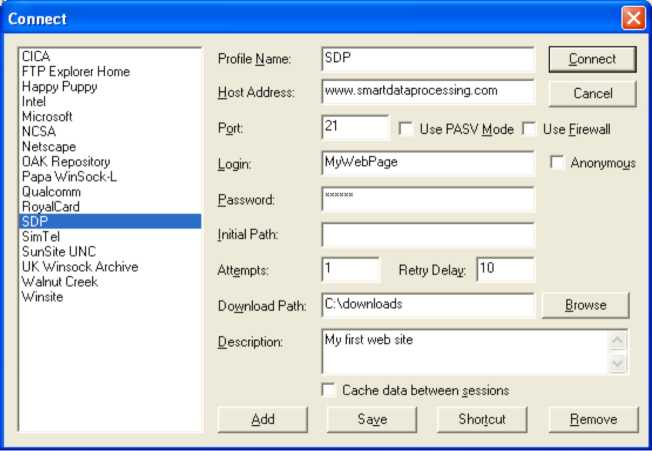 Connect
CICA
FTP Explorer Home
Happy Puppy
Intel
Microsoft
NCSA
Netscape
OAK Repository
Papa WinSock-L
Qualcomm
RoyalCard
SDP
SimTel
SunSite UNC
UK Winsock Archive
Walnut Creek
Winsite
Profile Name: SDP Connect
Host Address: www.smartdataprocessing.com Cancel
Port: 21 Use PASV Mode Use Firewall
Login: MyWebPage Anonymous
Password: ××××××
Initial Path:
Attempts: 1 Retry Delay: 10
Download Path: C:\downloads Browse
Description: My first web site
Cache data between sessions
Add Save Shortcut Remove